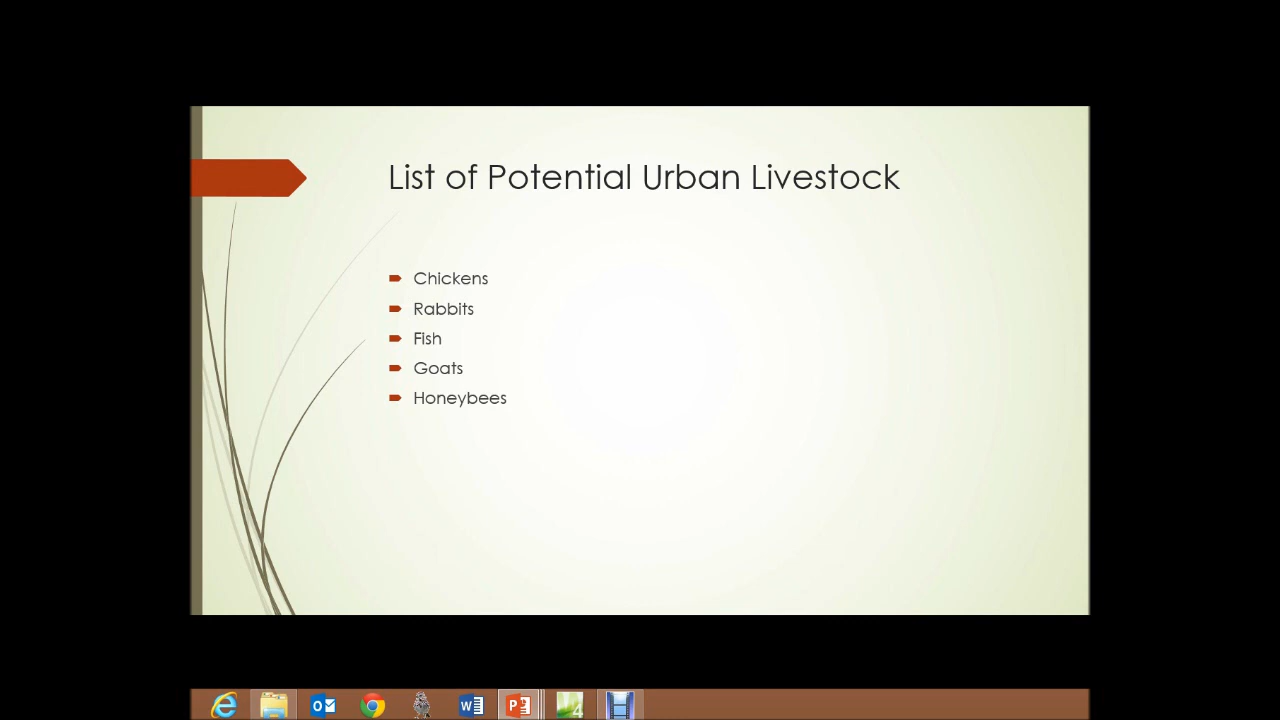 List of Potential Urban Livestock
Chickens
Rabbits
Fish
Goats
Honeybees